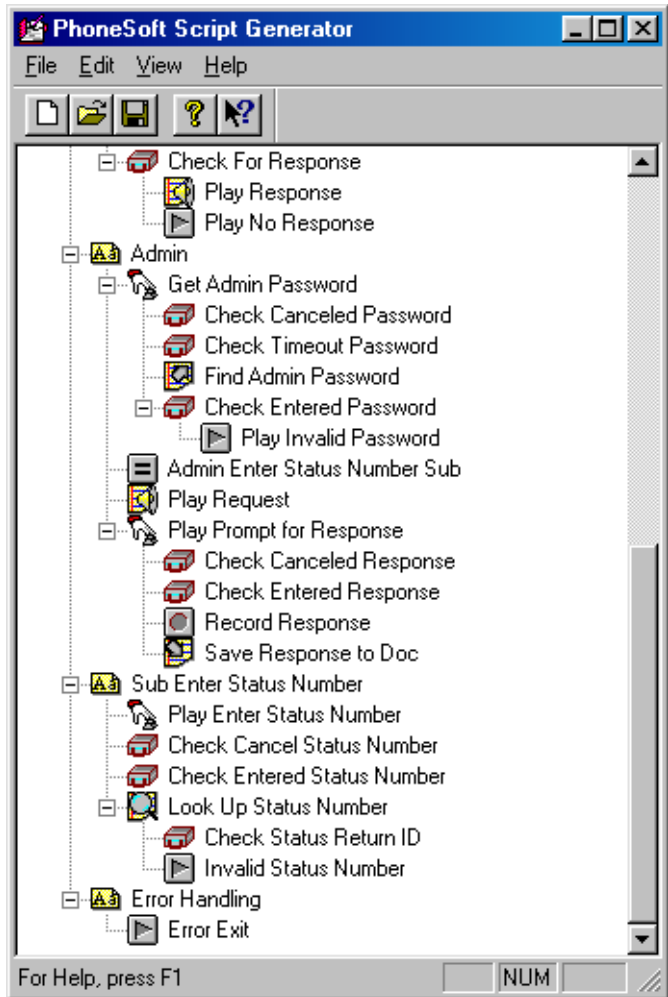 PhoneSoft Script Generator
File Edit View Help
Check For Response
Play Response
Play No Response
Admin
Get Admin Password
Check Canceled Password
Check Timeout Password
Find Admin Password
Check Entered Password
Play Invalid Password
Admin Enter Status Number Sub
Play Request
Play Prompt for Response
Check Canceled Response
Check Entered Response
Record Response
Save Response to Doc
Sub Enter Status Number
Play Enter Status Number
Check Cancel Status Number
Check Entered Status Number
Look Up Status Number
Check Status Return ID
Invalid Status Number
Error Handling
Error Exit
For Help, press F1 NUM